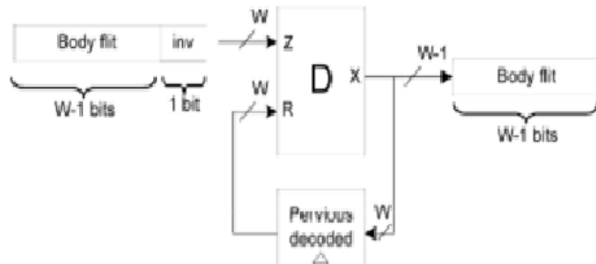 Body flit
inv
W-1 bits
1 bit
W
Z
W
R
D
X
W-1
Body flit
W-1 bits
Pervious
decoded
W